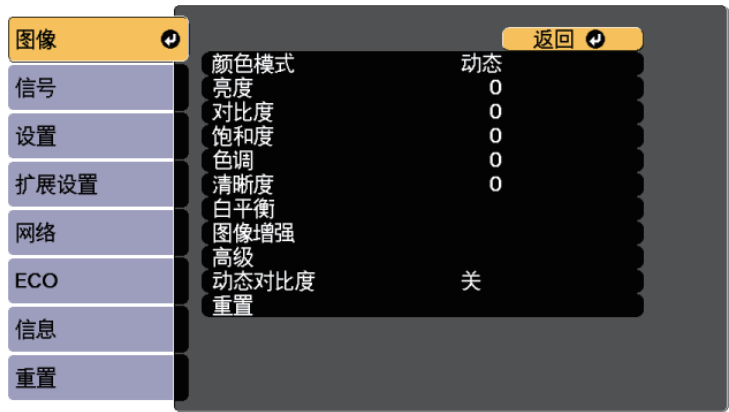 图像
信号
设置
扩展设置
网络
ECO
信息
重置
返回
颜色模式 动态
亮度 0
对比度 0
饱和度 0
色调 0
清晰度 0
白平衡
图像增强
高级
动态对比度 关
重置